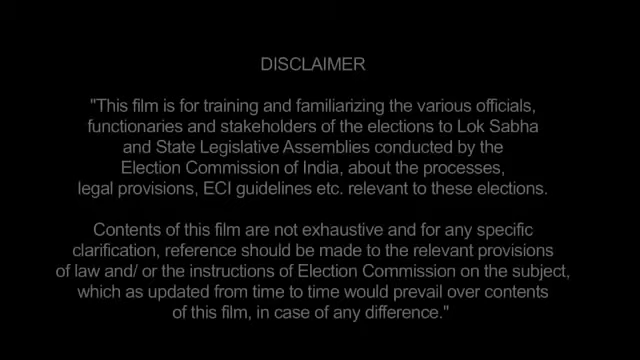 DISCLAIMER
"This film is for training and familiarizing the various officials,
functionaries and stakeholders of the elections to Lok Sabha
and State Legislative Assemblies conducted by the
Election Commission of India, about the processes,
legal provisions, ECI guidelines etc. relevant to these elections.
Contents of this film are not exhaustive and for any specific
clarification, reference should be made to the relevant provisions
of law and/ or the instructions of Election Commission on the subject,
which as updated from time to time would prevail over contents
of this film, in case of any difference."